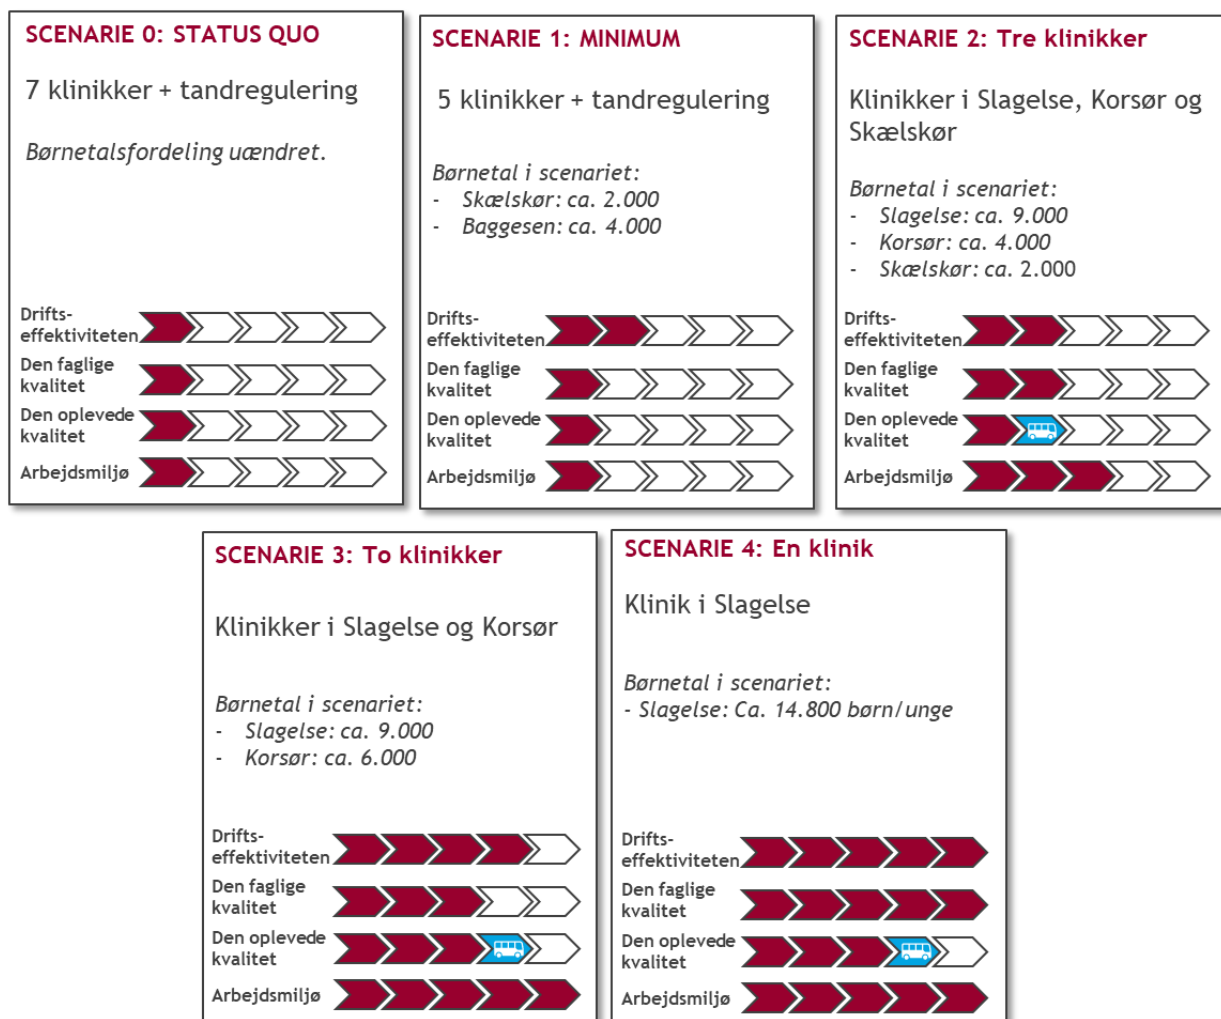 SCENARIE 0: STATUS QUO
7 klinikker + tandregulering
Børnetalsfordeling uændret.
Drifts-
effektiviteten
Den faglige
kvalitet
Den oplevede
kvalitet
Arbejdsmiljø
SCENARIE 1: MINIMUM
5 klinikker + tandregulering
Børnetal i scenariet:
- Skælskør: ca. 2.000
- Baggesen: ca. 4.000
Drifts-
effektiviteten
Den faglige
kvalitet
Den oplevede
kvalitet
Arbejdsmiljø
SCENARIE 2: Tre klinikker
Klinikker i Slagelse, Korsør og
Skælskør
Børnetal i scenariet:
- Slagelse: ca. 9.000
- Korsør: ca. 4.000
- Skælskør: ca. 2.000
Drifts-
effektiviteten
Den faglige
kvalitet
Den oplevede
kvalitet
Arbejdsmiljø
SCENARIE 3: To klinikker
Klinikker i Slagelse og Korsør
Børnetal i scenariet:
- Slagelse: ca. 9.000
- Korsør: ca. 6.000
Drifts-
effektiviteten
Den faglige
kvalitet
Den oplevede
kvalitet
Arbejdsmiljø
SCENARIE 4: En klinik
Klinik i Slagelse
Børnetal i scenariet:
- Slagelse: Ca. 14.800 børn/unge
Drifts-
effektiviteten
Den faglige
kvalitet
Den oplevede
kvalitet
Arbejdsmiljø